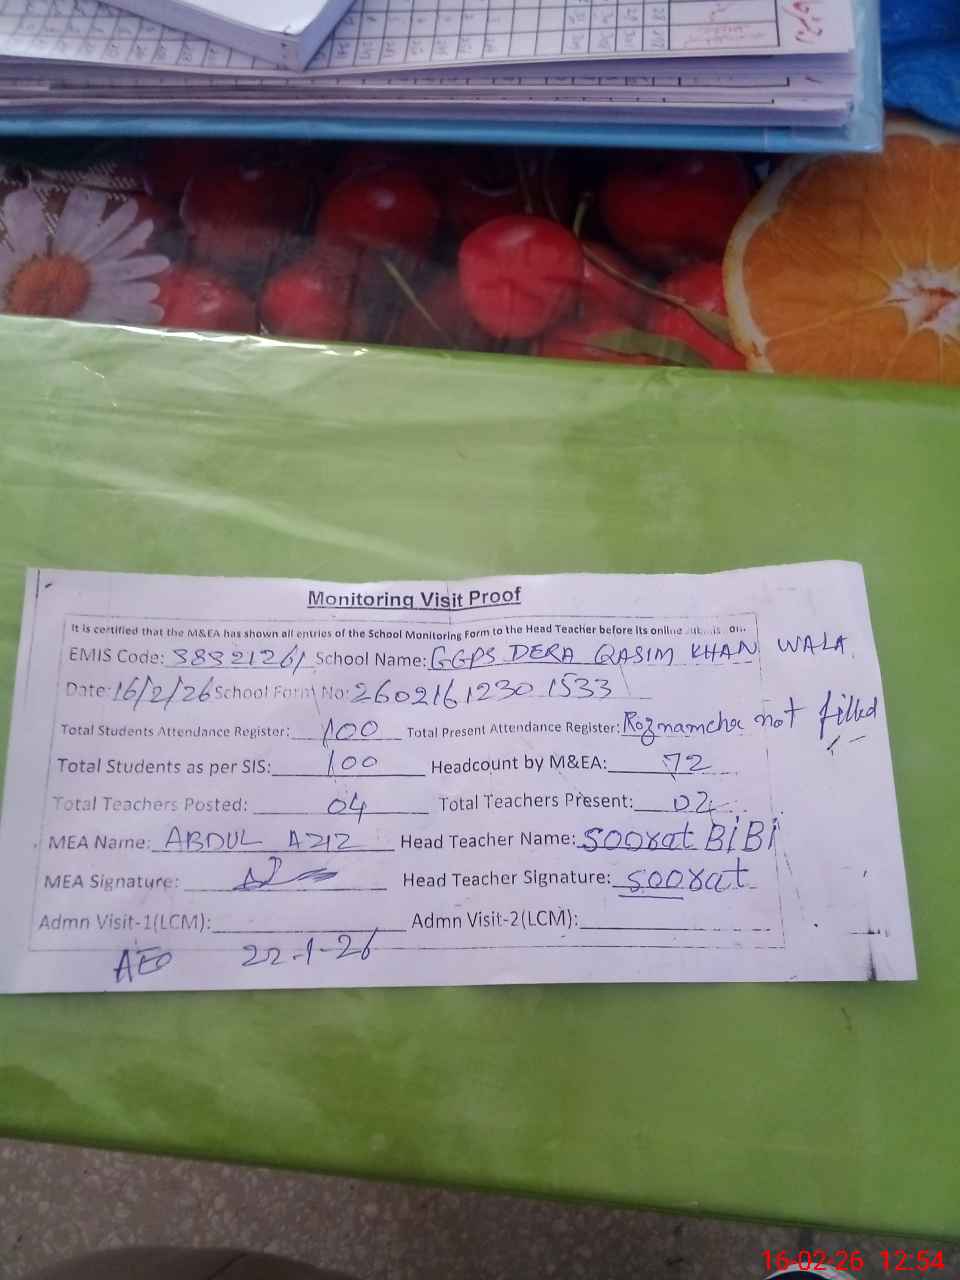 Monitoring Visit Proof
It is certified that the M&EA has shown all entries of the School Monitoring Form to the Head Teacher before its online
EMIS Code: 38321261 School Name: GGPS DERA QASIM KHAN WALA
Date: 16/2/26 School Form No: 2602161230 1533
Total Students Attendance Register: 100 Total Present Attendance Register: Roznamcha not filled
Total Students as per SIS: 100 Headcount by M&EA: 72
Total Teachers Posted: 04 Total Teachers Present: 02
MEA Name: ABDUL AZIZ Head Teacher Name: Soorat BiBi
MEA Signature: Head Teacher Signature: Soorat
Admn Visit-1(LCM): Admn Visit-2(LCM):
AEO 22-1-26
16-02-26 12:54